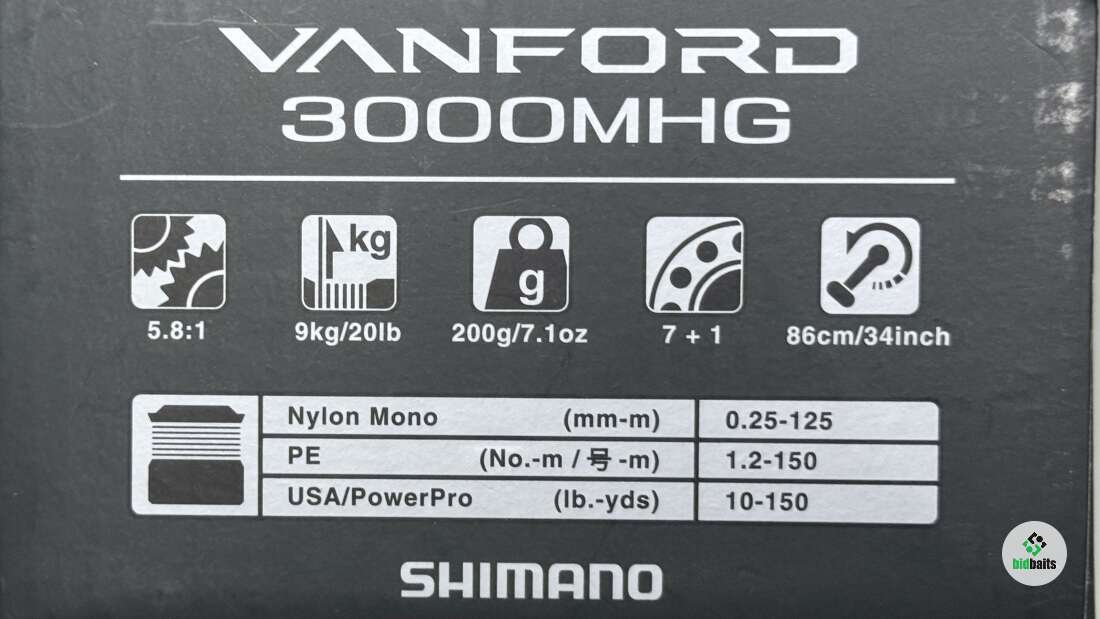 VANFORD
3000MHG
kg
g
5.8:1 9kg/20lb 200g/7.1oz 7 + 1 86cm/34inch
Nylon Mono (mm-m) 0.25-125
PE (No.-m / 号 -m) 1.2-150
USA/PowerPro (lb.-yds) 10-150
SHIMANO
bidbaits